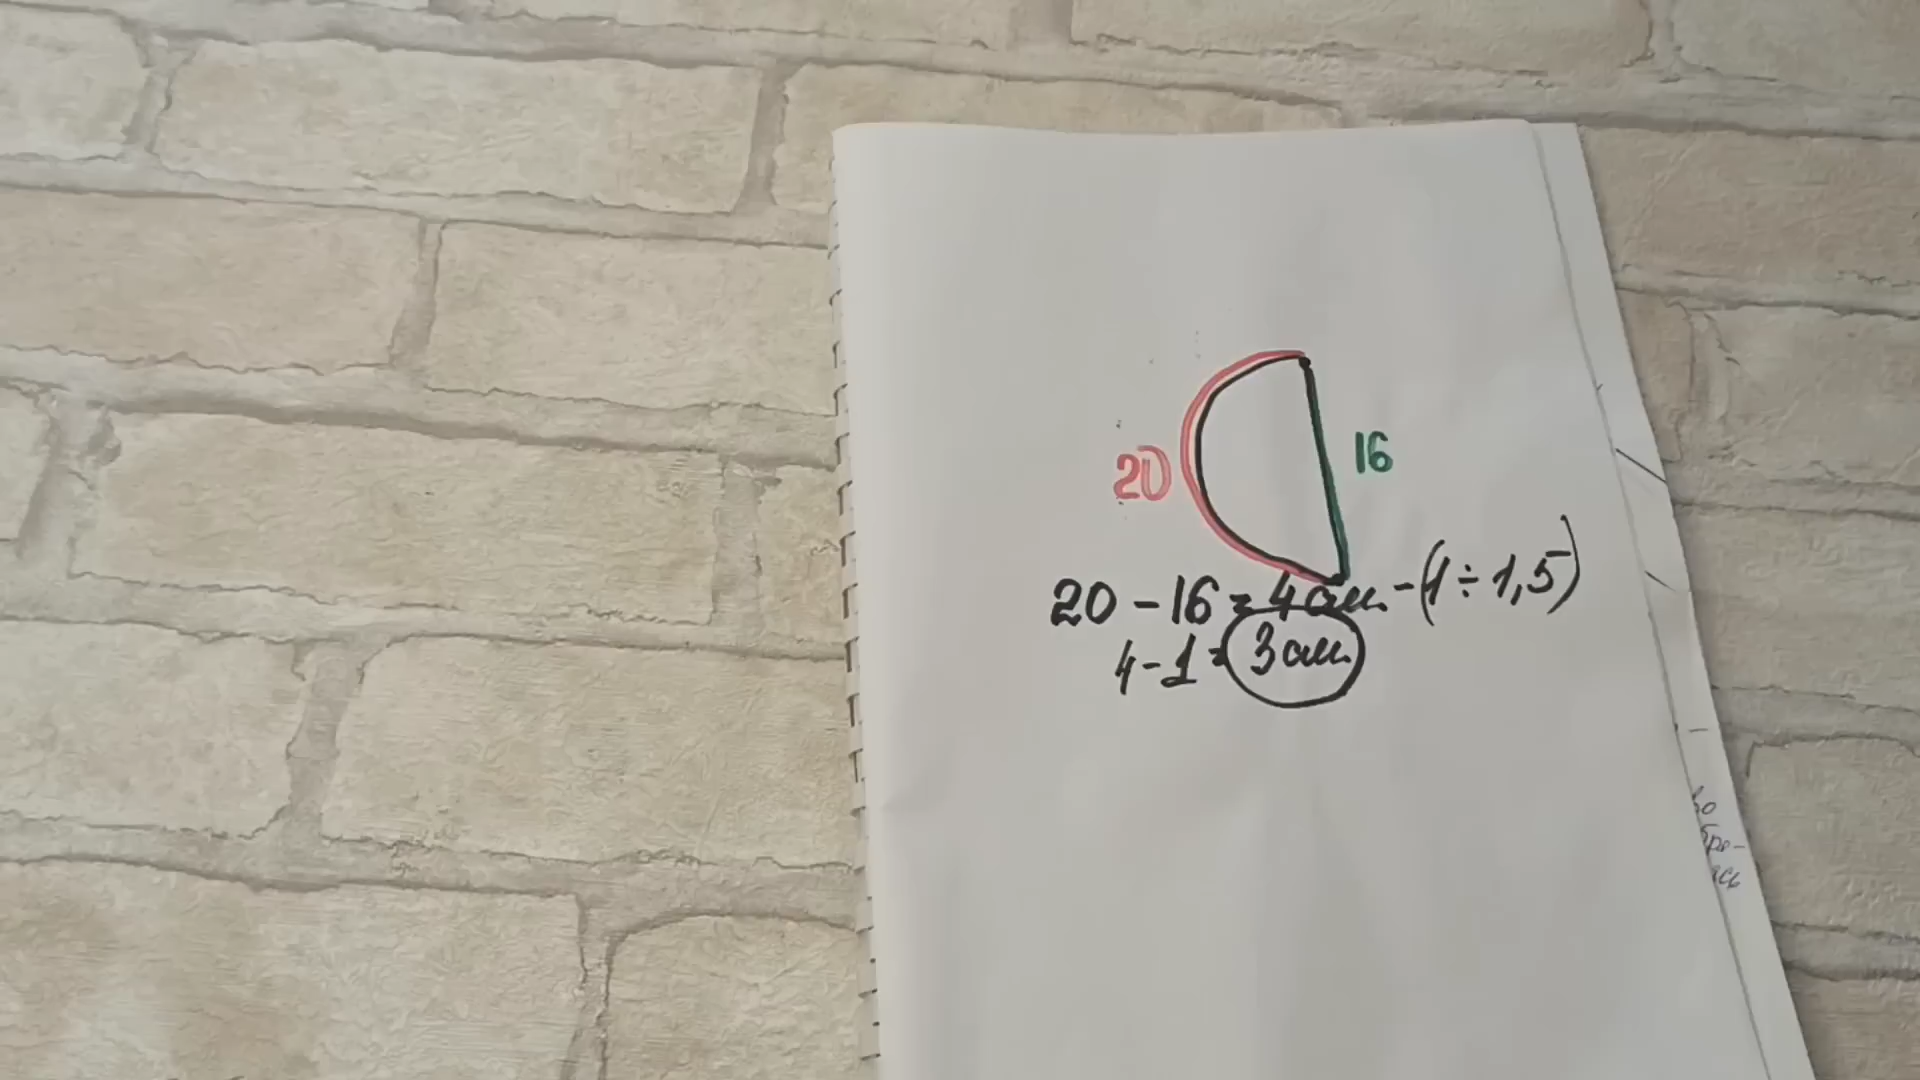 20
16
20 - 16 = 4 см. - (1 ÷ 1,5)
4 - 1 = 3 см